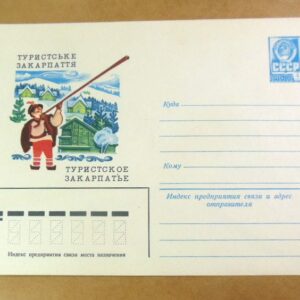 ТУРИСТСЬКЕ
ЗАКАРПАТТЯ
СССР
ТУРИСТСКОЕ
ЗАКАРПАТЬЕ
Куда
Кому
Индекс предприятия связи и адрес
отправителя
Индекс предприятия связи места назначения